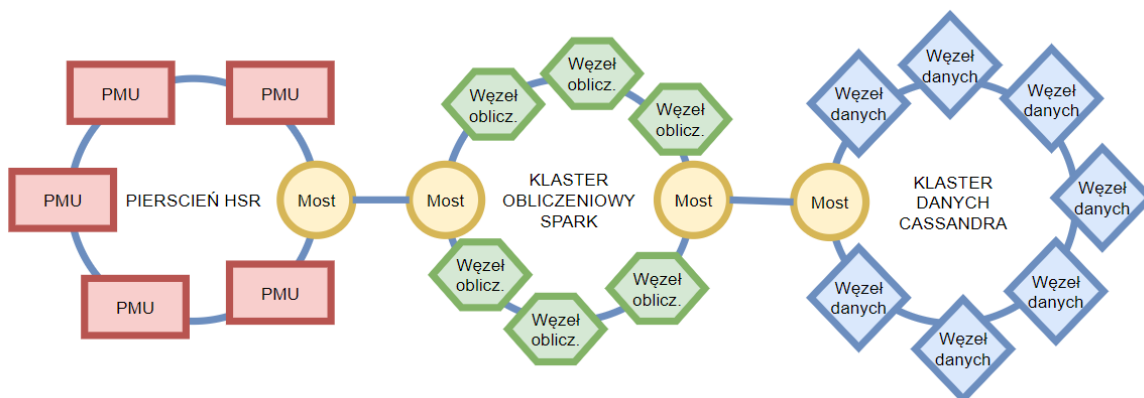 PMU
PMU
PMU
PIERSCIEŃ HSR
Most
PMU
PMU
Most
Węzeł
oblicz.
Węzeł
oblicz.
Węzeł
oblicz.
KLASTER
OBLICZENIOWY
SPARK
Most
Węzeł
oblicz.
Węzeł
oblicz.
Węzeł
oblicz.
Most
Węzeł
danych
Węzeł
danych
Węzeł
danych
KLASTER
DANYCH
CASSANDRA
Węzeł
danych
Węzeł
danych
Węzeł
danych
Węzeł
danych